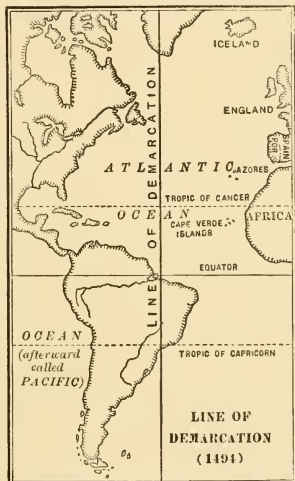 ICELAND
ENGLAND
SPAIN
POR.
LINE OF DEMARCATION
ATLANTIC
AZORES
TROPIC OF CANCER
OCEAN
AFRICA
CAPE VERDE
ISLANDS
EQUATOR
OCEAN
(afterward
called
PACIFIC)
TROPIC OF CAPRICORN
LINE OF
DEMARCATION
(1494)